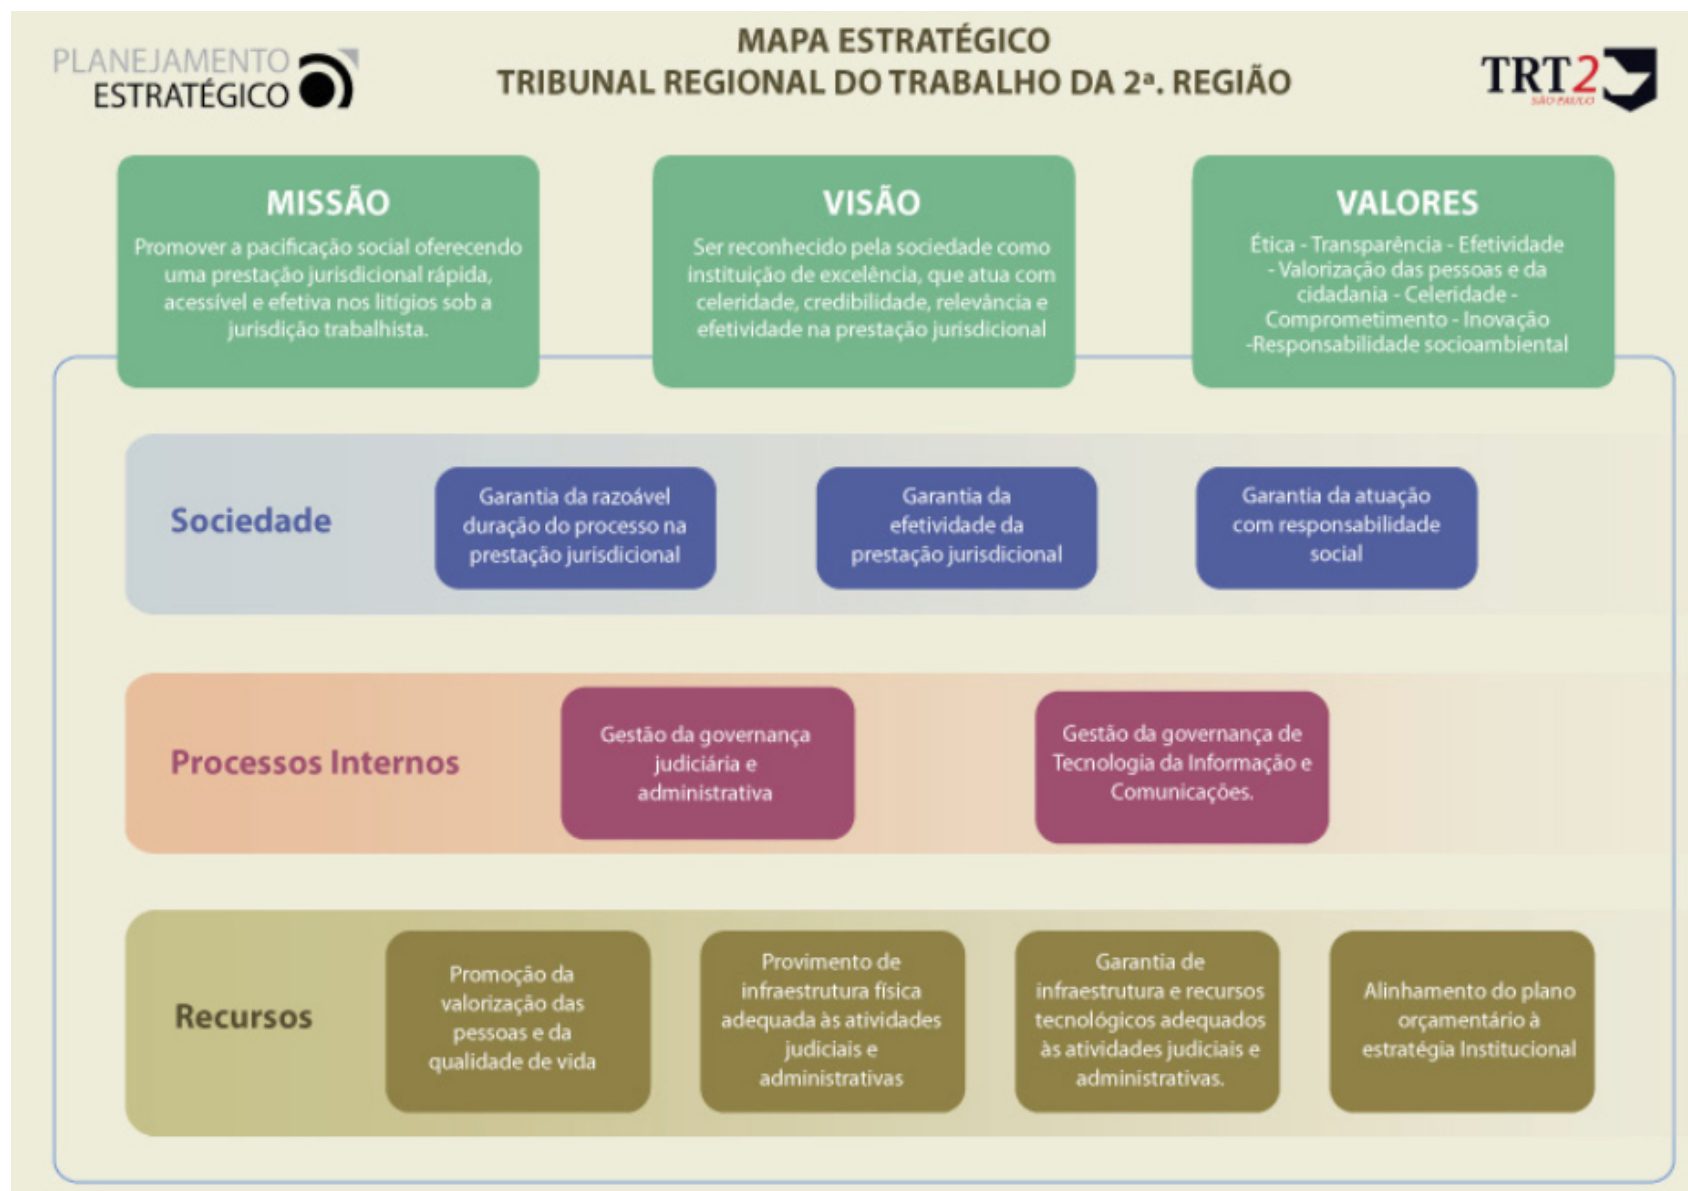 PLANEJAMENTO
ESTRATÉGICO
MAPA ESTRATÉGICO
TRIBUNAL REGIONAL DO TRABALHO DA 2ª. REGIÃO
TRT2
SÃO PAULO
MISSÃO
Promover a pacificação social oferecendo
uma prestação jurisdicional rápida,
acessível e efetiva nos litígios sob a
jurisdição trabalhista.
VISÃO
Ser reconhecido pela sociedade como
instituição de excelência, que atua com
celeridade, credibilidade, relevância e
efetividade na prestação jurisdicional
VALORES
Ética - Transparência - Efetividade
- Valorização das pessoas e da
cidadania - Celeridade -
Comprometimento - Inovação
-Responsabilidade socioambiental
Sociedade
Garantia da razoável
duração do processo na
prestação jurisdicional
Garantia da
efetividade da
prestação jurisdicional
Garantia da atuação
com responsabilidade
social
Processos Internos
Gestão da governança
judiciária e
administrativa
Gestão da governança de
Tecnologia da Informação e
Comunicações.
Recursos
Promoção da
valorização das
pessoas e da
qualidade de vida
Provimento de
infraestrutura física
adequada às atividades
judiciais e
administrativas
Garantia de
infraestrutura e recursos
tecnológicos adequados
às atividades judiciais e
administrativas.
Alinhamento do plano
orçamentário à
estratégia Institucional